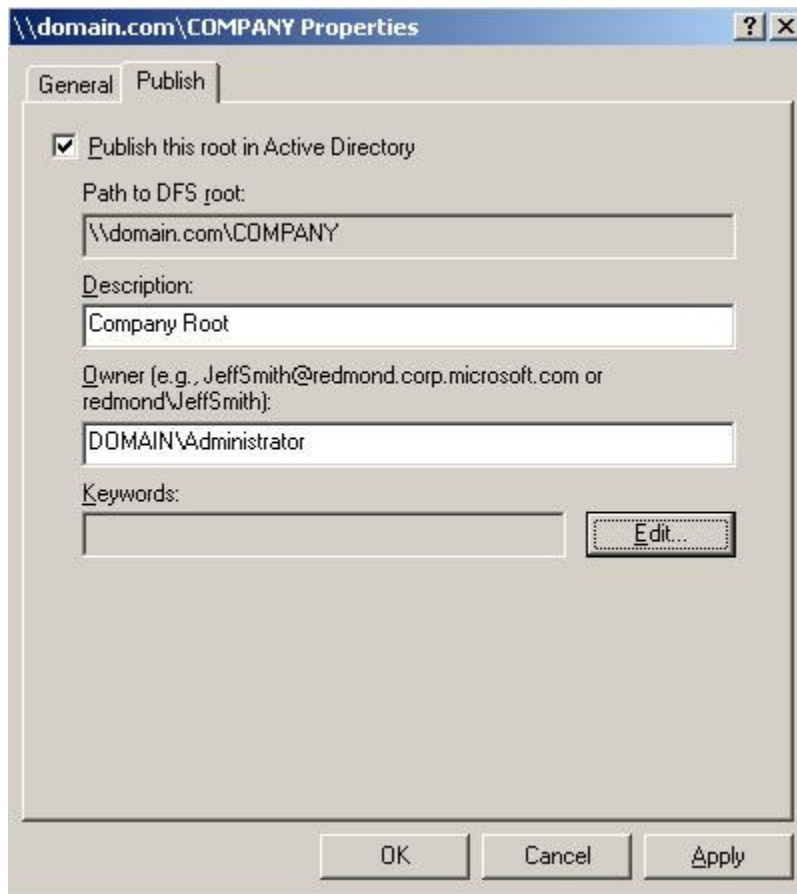 \\domain.com\COMPANY Properties
General Publish
Publish this root in Active Directory
Path to DFS root:
\\domain.com\COMPANY
Description:
Company Root
Owner (e.g., JeffSmith@redmond.corp.microsoft.com or
redmond\JeffSmith):
DOMAIN\Administrator
Keywords:
Edit...
OK Cancel Apply